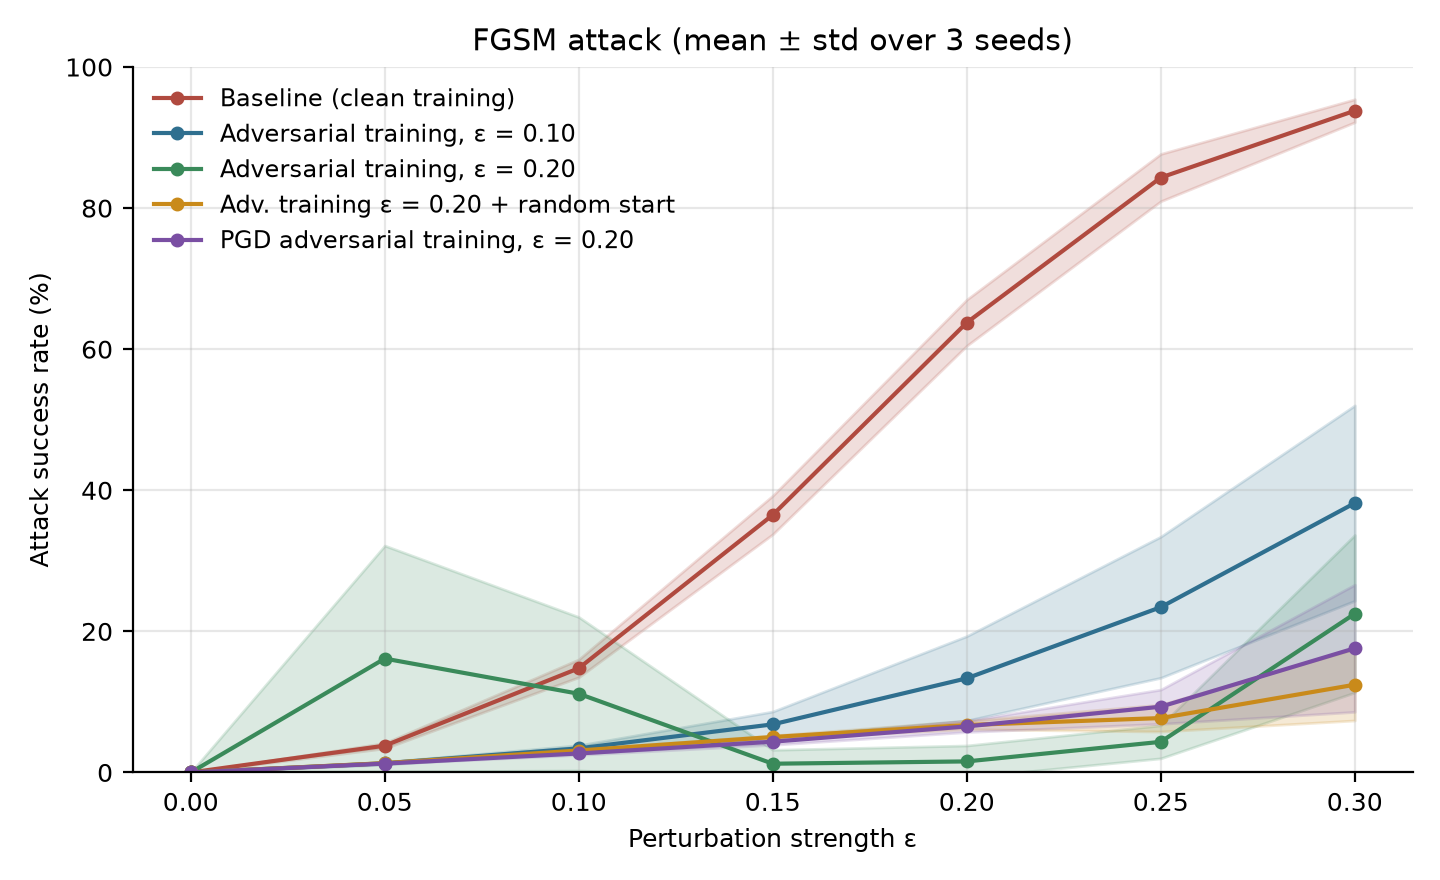 FGSM attack (mean ± std over 3 seeds)
100
80
60
40
20
0
Attack success rate (%)
Baseline (clean training)
Adversarial training, ε = 0.10
Adversarial training, ε = 0.20
Adv. training ε = 0.20 + random start
PGD adversarial training, ε = 0.20
0.00 0.05 0.10 0.15 0.20 0.25 0.30
Perturbation strength ε